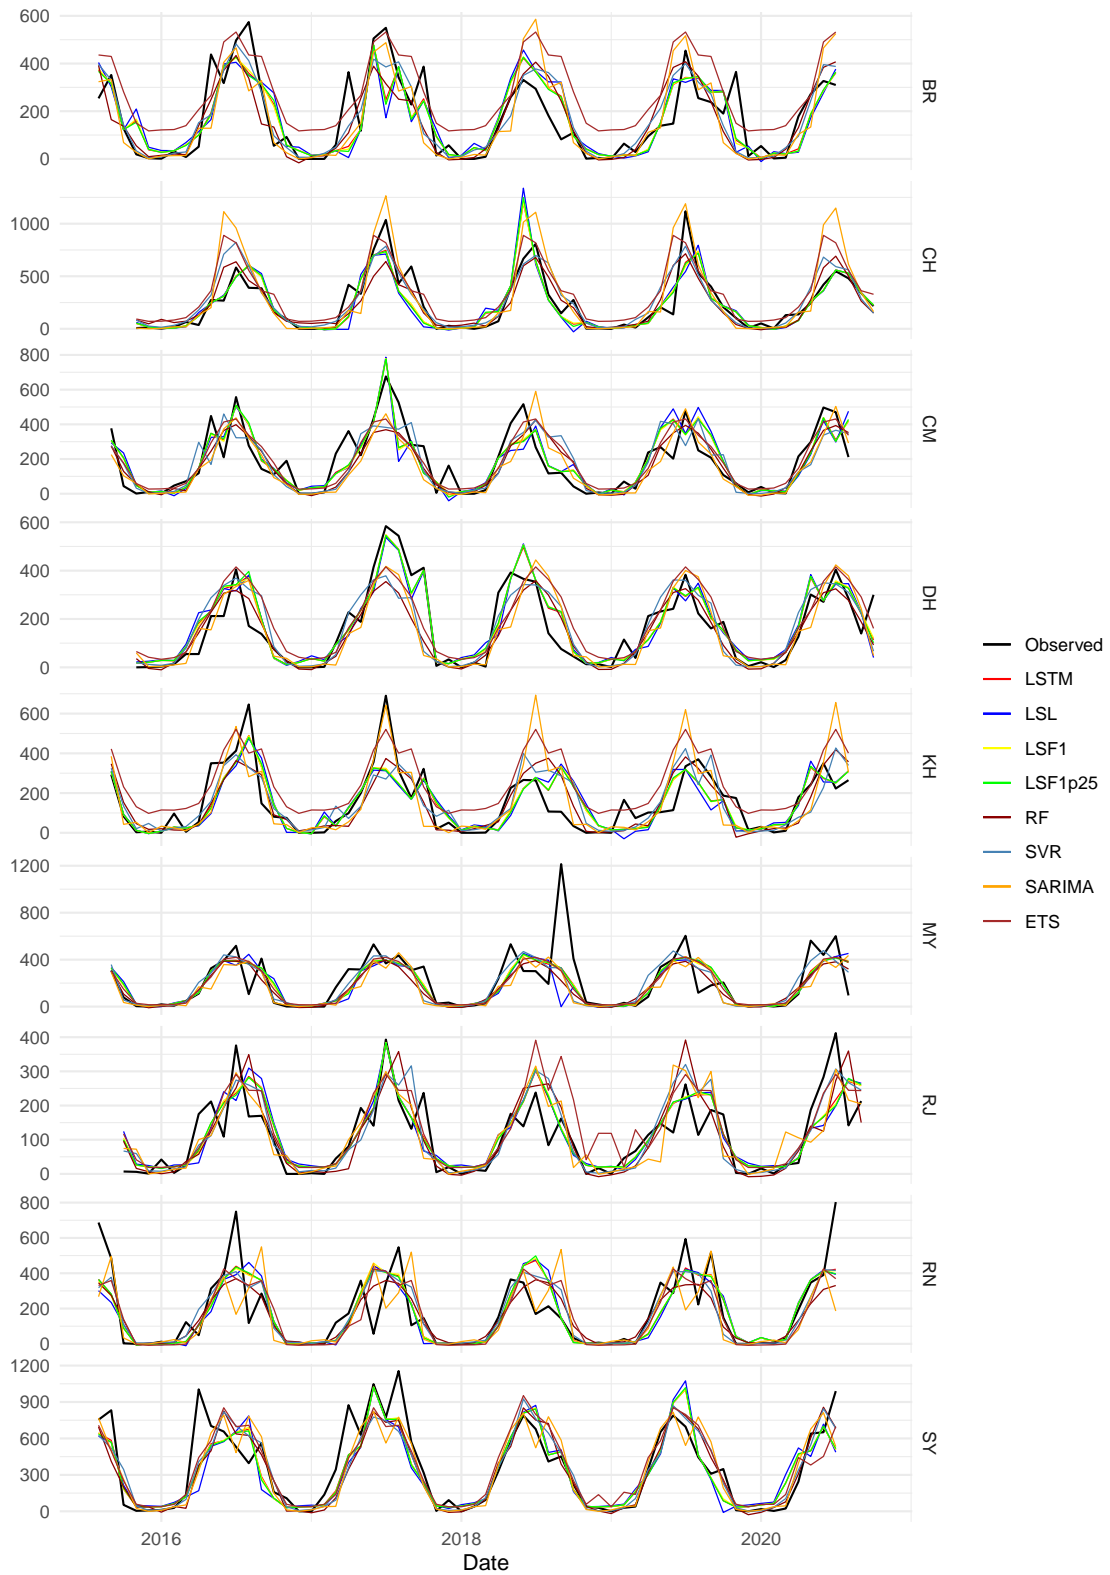 600
400
200
0
BR
1000
500
0
CH
800
600
400
200
0
CM
600
400
200
0
DH
600
400
200
0
KH
1200
800
400
0
MY
400
300
200
100
0
RJ
800
600
400
200
0
RN
1200
900
600
300
0
SY
2016
2018
2020
Date
Observed
LSTM
LSL
LSF1
LSF1p25
RF
SVR
SARIMA
ETS